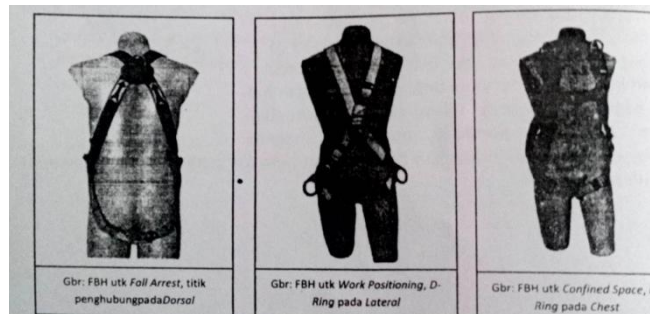 Gbr: FBH utk Fall Arrest, titik
penghubungpadaDorsal
Gbr: FBH utk Work Positioning, D-
Ring pada Lateral
Gbr: FBH utk Confined Space,
Ring pada Chest